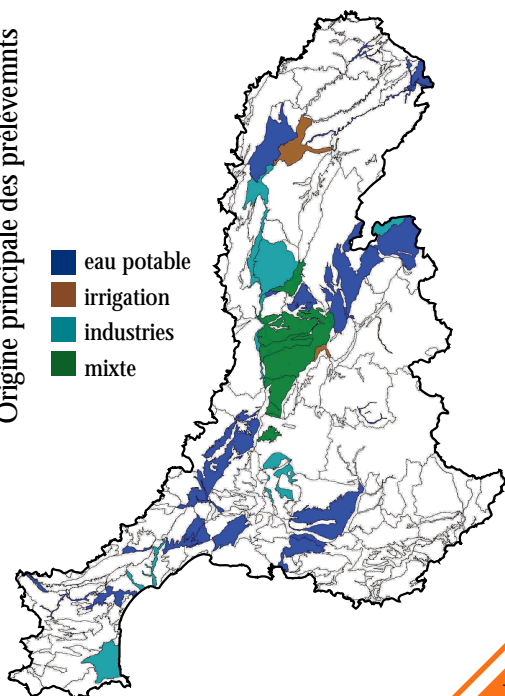 Origine principale des prélèvemnts
eau potable
irrigation
industries
mixte